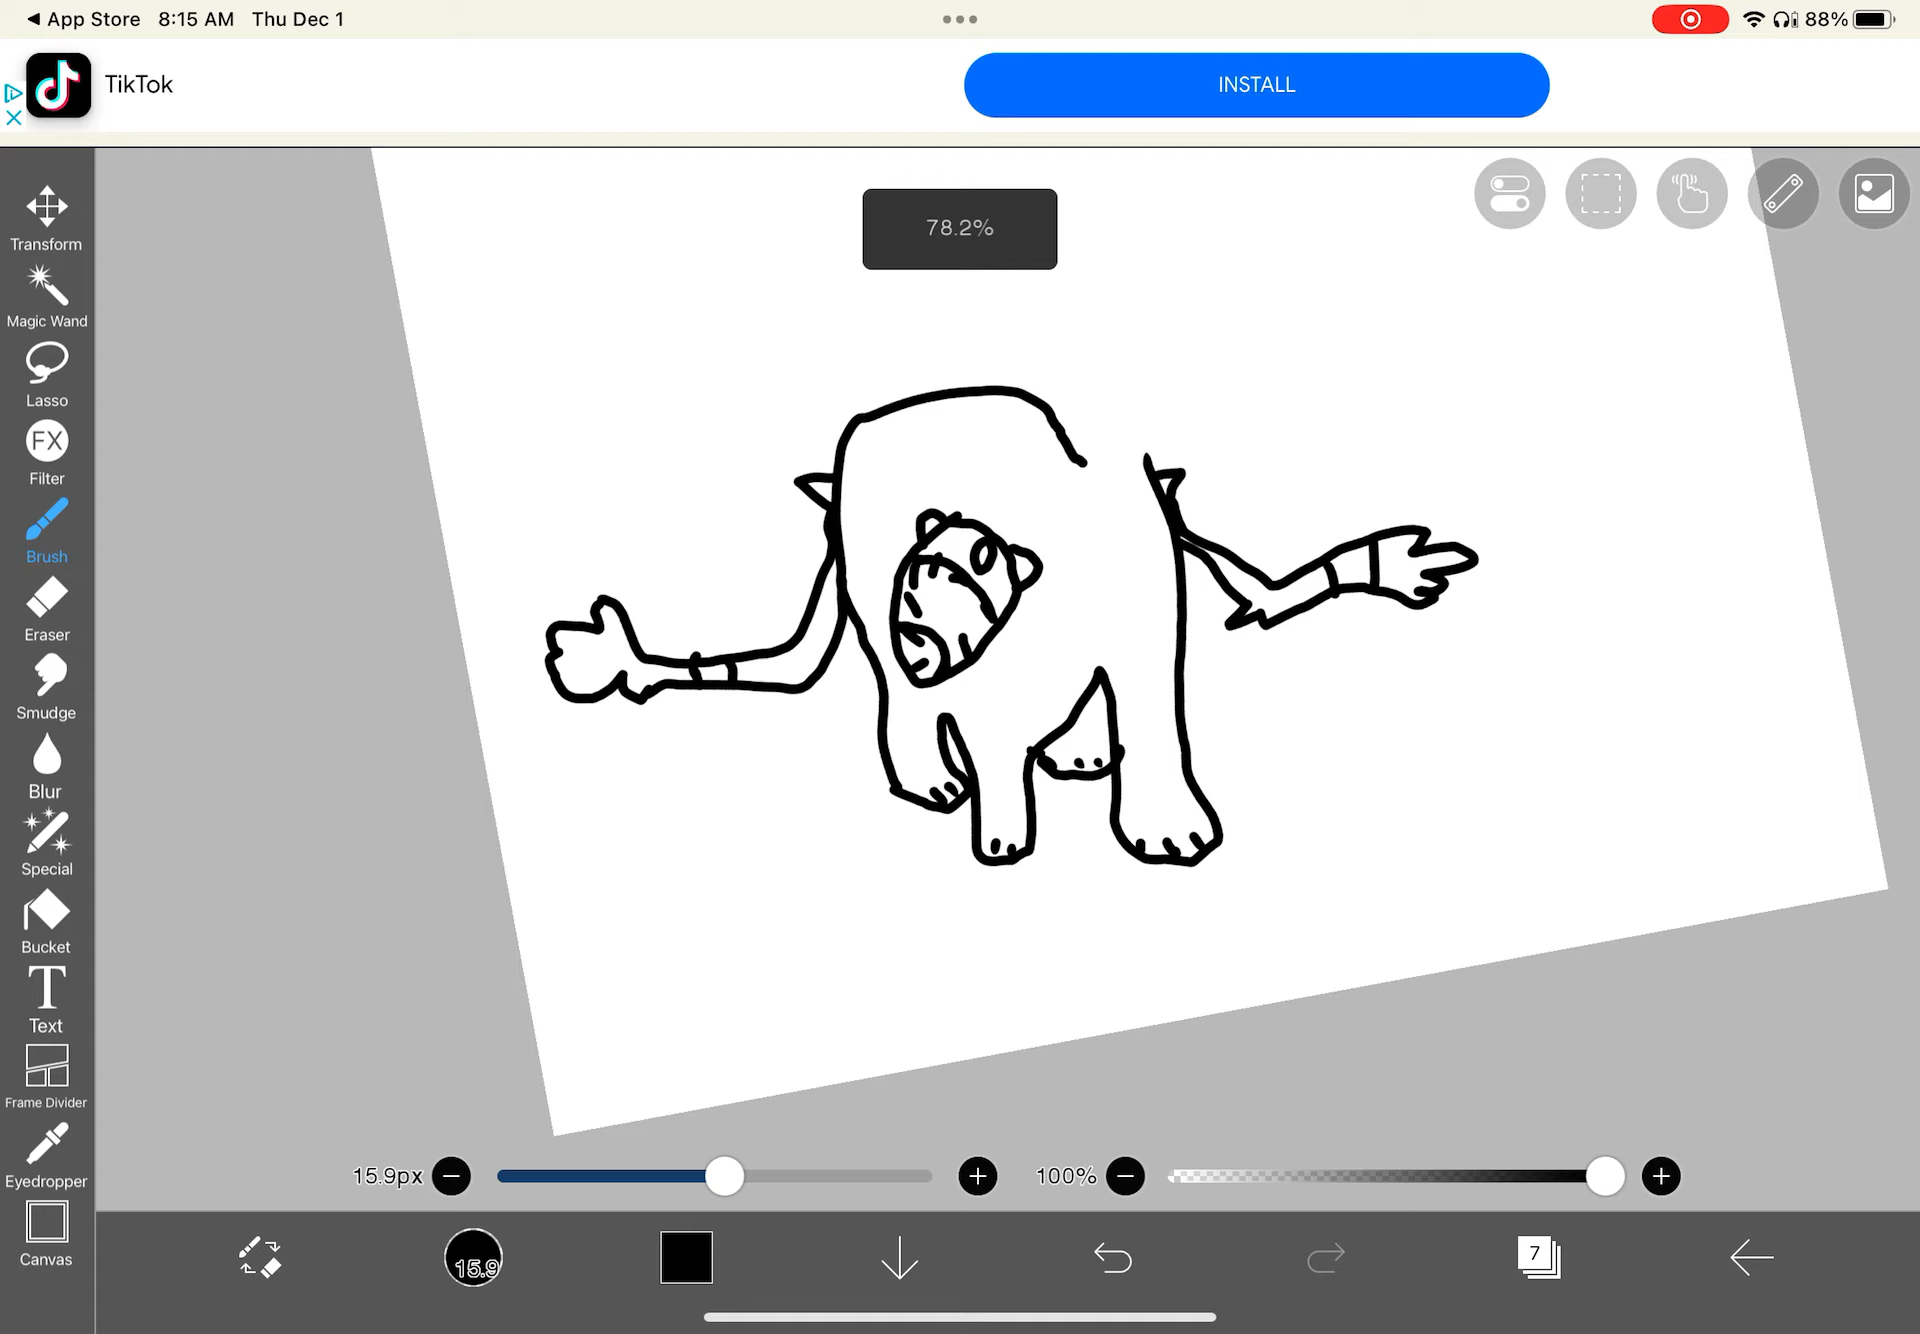 App Store 8:15 AM Thu Dec 1
88%
TikTok
INSTALL
78.2%
Transform
Magic Wand
Lasso
FX
Filter
Brush
Eraser
Smudge
Blur
Special
Bucket
T
Text
Frame Divider
Eyedropper
Canvas
15.9px
100%
15.9
7